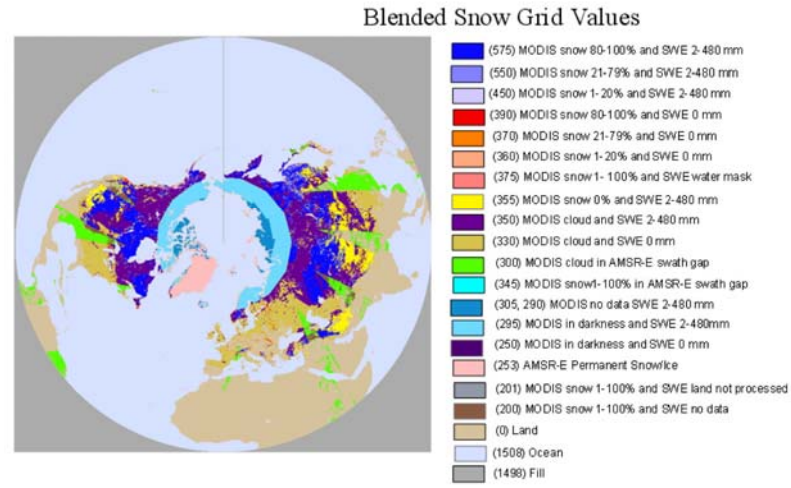 Blended Snow Grid Values
(575) MODIS snow 80-100% and SWE 2-480 mm
(550) MODIS snow 21-79% and SWE 2-480 mm
(450) MODIS snow 1-20% and SWE 2-480 mm
(390) MODIS snow 80-100% and SWE 0 mm
(370) MODIS snow 21-79% and SWE 0 mm
(360) MODIS snow 1-20% and SWE 0 mm
(375) MODIS snow 1- 100% and SWE water mask
(355) MODIS snow 0% and SWE 2-480 mm
(350) MODIS cloud and SWE 2-480 mm
(330) MODIS cloud and SWE 0 mm
(300) MODIS cloud in AMSR-E swath gap
(345) MODIS snow1-100% in AMSR-E swath gap
(305, 290) MODIS no data SWE 2-480 mm
(295) MODIS in darkness and SWE 2-480mm
(250) MODIS in darkness and SWE 0 mm
(253) AMSR-E Permanent Snow/Ice
(201) MODIS snow 1-100% and SWE land not processed
(200) MODIS snow 1-100% and SWE no data
(0) Land
(1508) Ocean
(1498) Fill